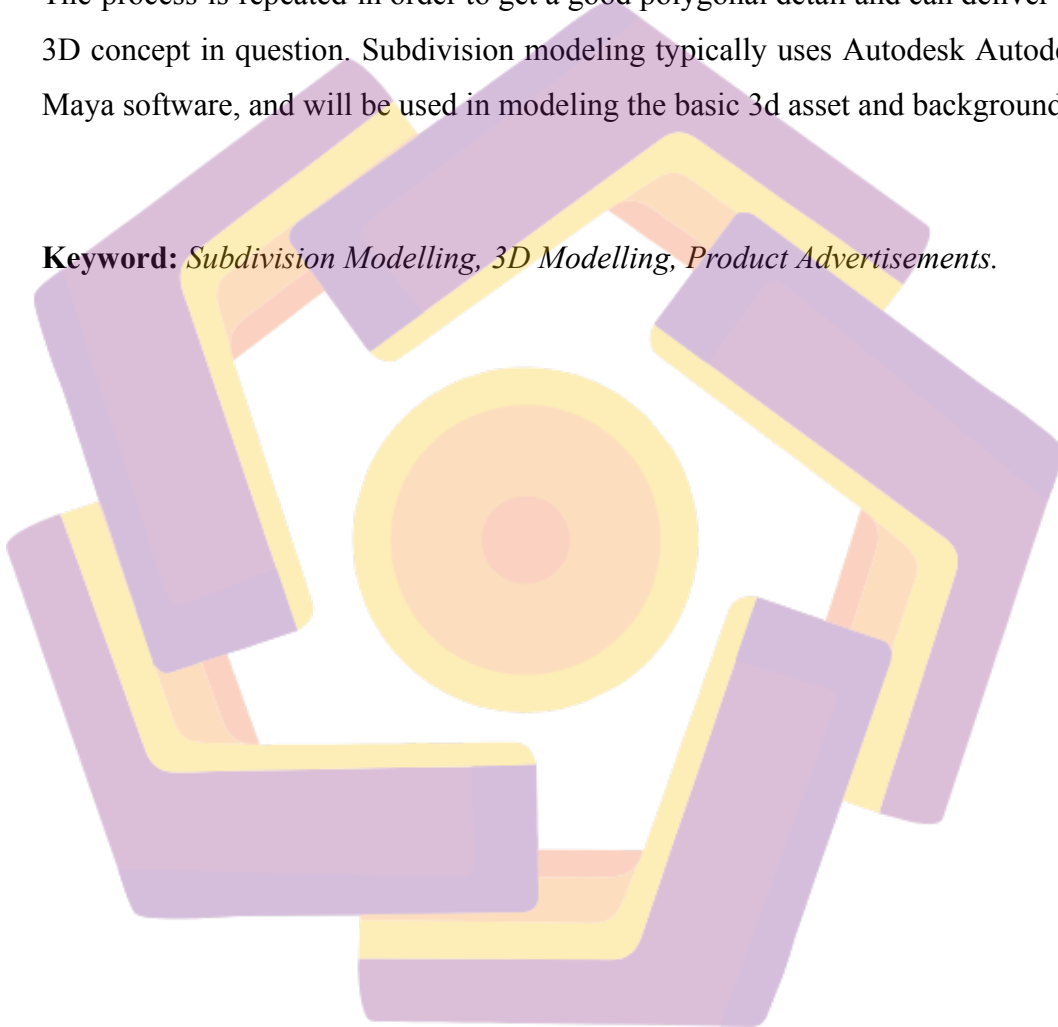 The process is repeated in order to get a good polygonal detail and can deliver
3D concept in question. Subdivision modeling typically uses Autodesk
Maya software, and will be used in modeling the basic 3d asset and background
Keyword: Subdivision Modelling, 3D Modelling, Product Advertisements.